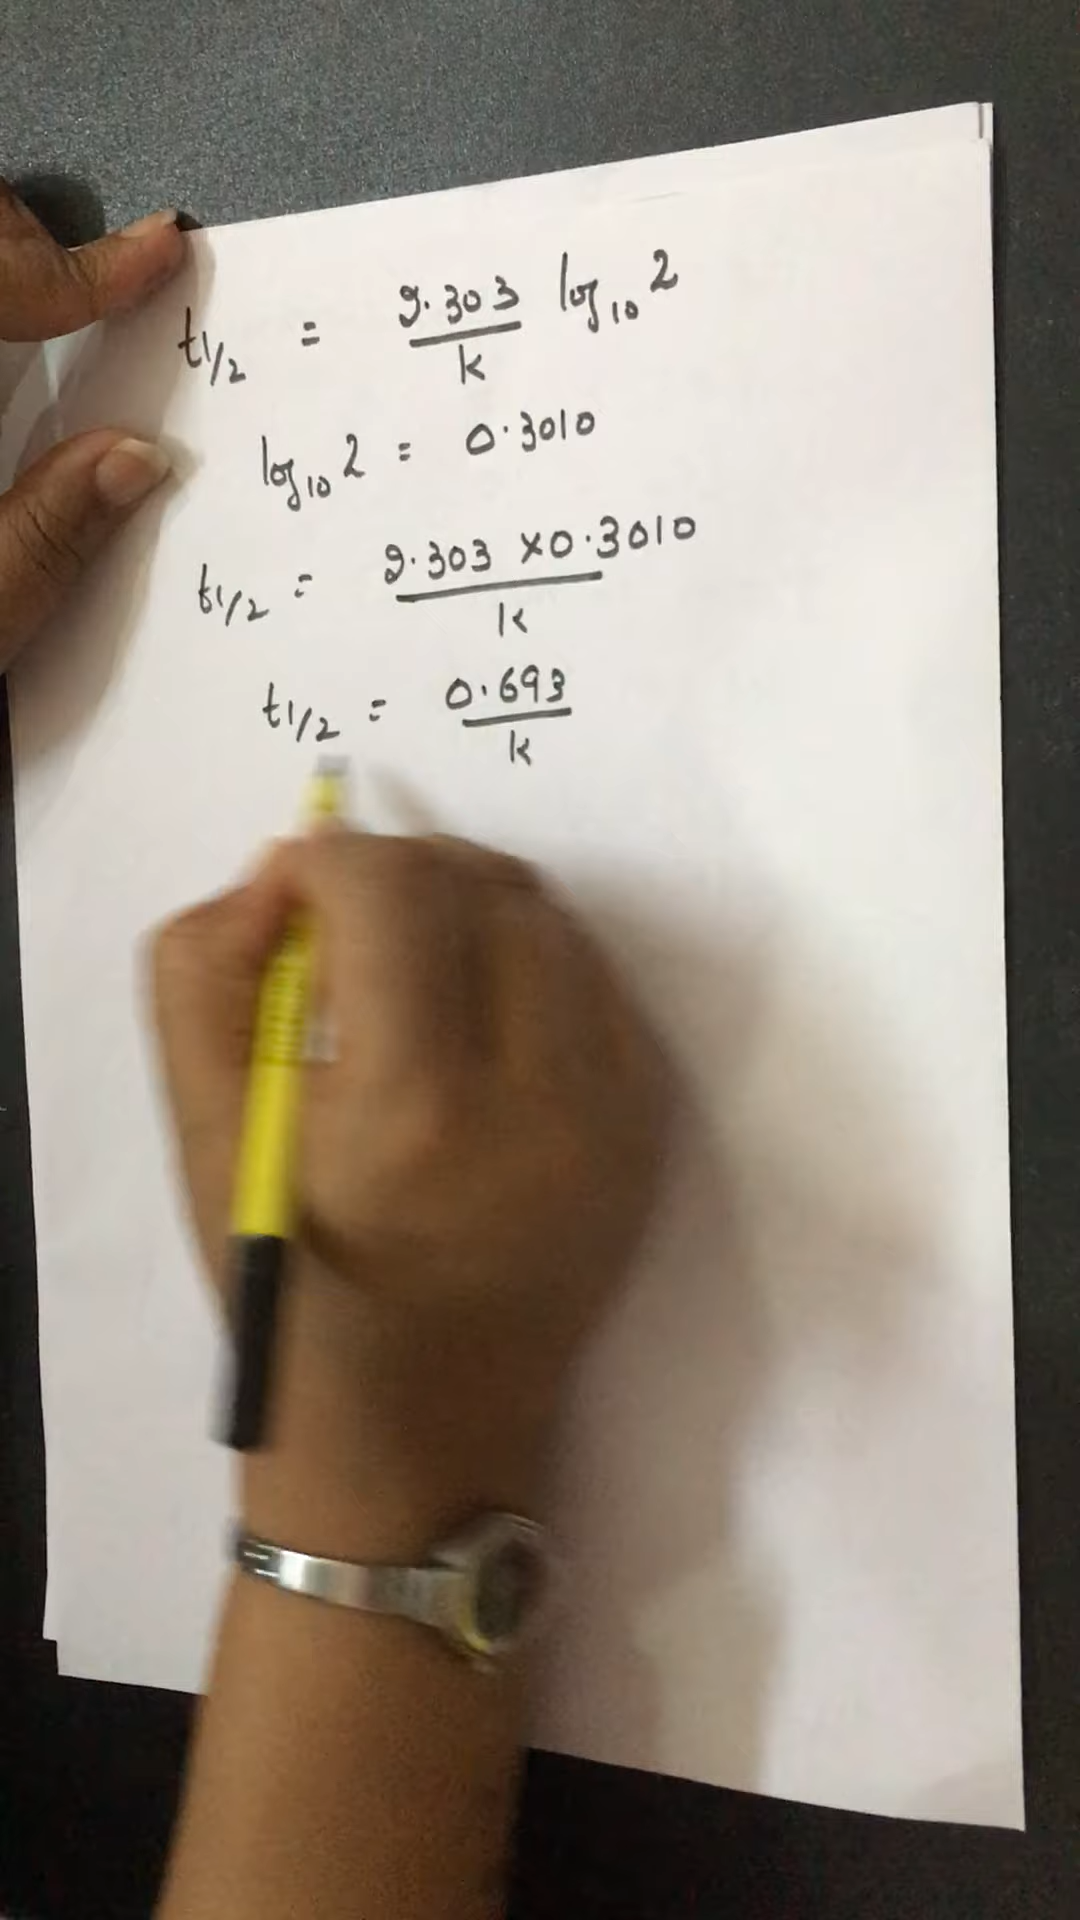 t1/2 = 2.303/k log10 2
log10 2 = 0.3010
t1/2 = 2.303 x0.3010/k
t1/2 = 0.693/k